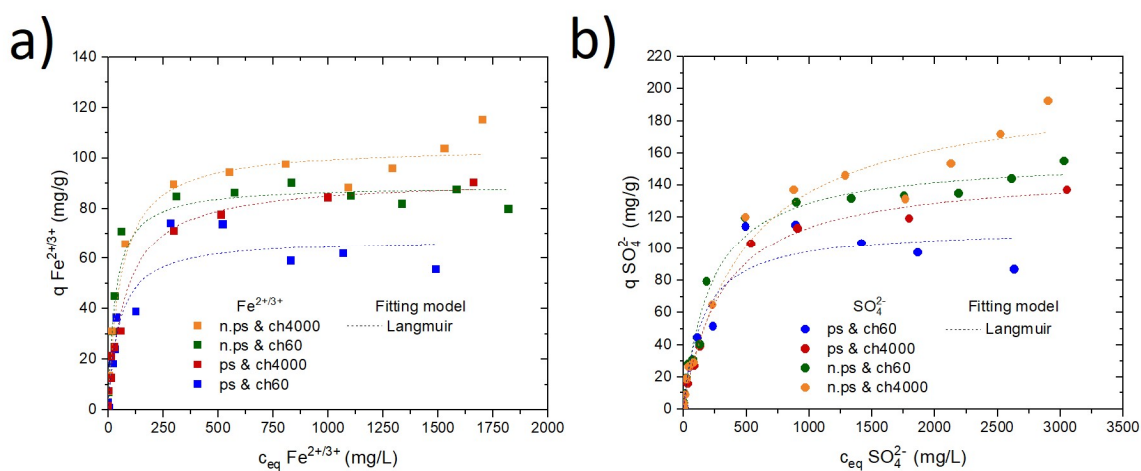 a)
140
120
100
80
60
40
20
0
q Fe2+/3+ (mg/g)
0 250 500 750 1000 1250 1500 1750 2000
ceq Fe2+/3+ (mg/L)
Fe2+/3+ Fitting model
n.ps & ch4000 Langmuir
n.ps & ch60
ps & ch4000
ps & ch60
b)
220
200
180
160
140
120
100
80
60
40
20
0
q SO42- (mg/g)
0 500 1000 1500 2000 2500 3000 3500
ceq SO42- (mg/L)
SO42- Fitting model
ps & ch60 Langmuir
ps & ch4000
n.ps & ch60
n.ps & ch4000